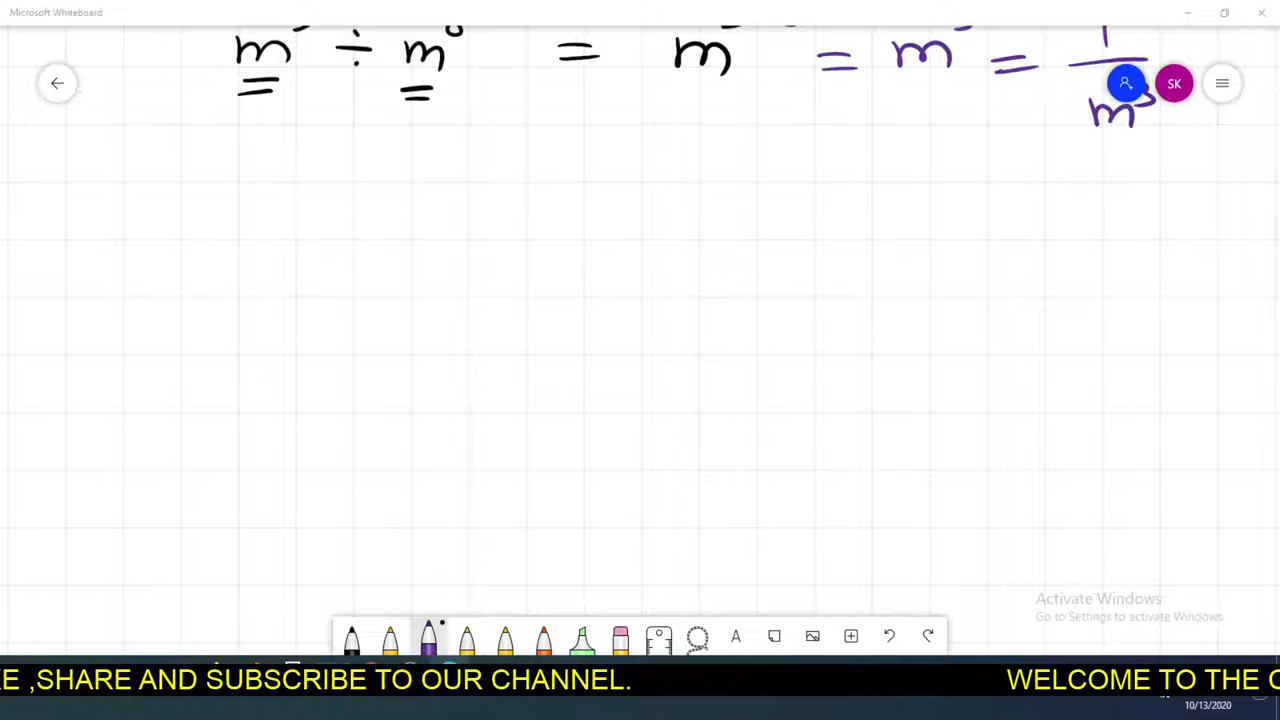 Microsoft Whiteboard
m ÷ m = m = m = 1/m³
SK
Activate Windows
Go to Settings to activate Windows.
A
,SHARE AND SUBSCRIBE TO OUR CHANNEL. WELCOME TO THE
10/13/2020